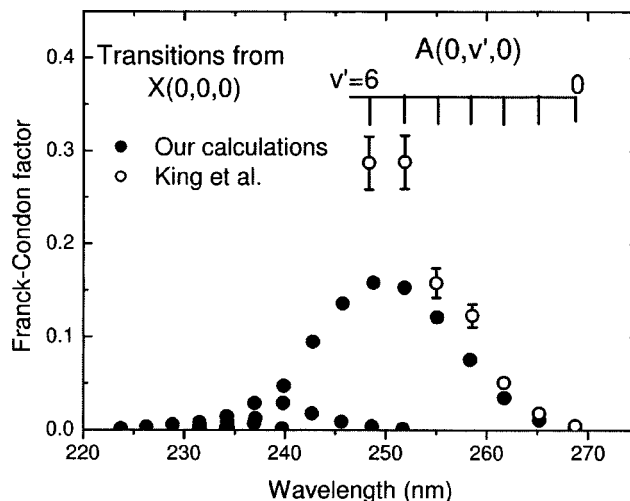 0.4
0.3
0.2
0.1
0.0
Franck-Condon factor
Transitions from
X(0,0,0)
A(0,v',0)
v'=6
0
Our calculations
King et al.
220
230
240
250
260
270
Wavelength (nm)